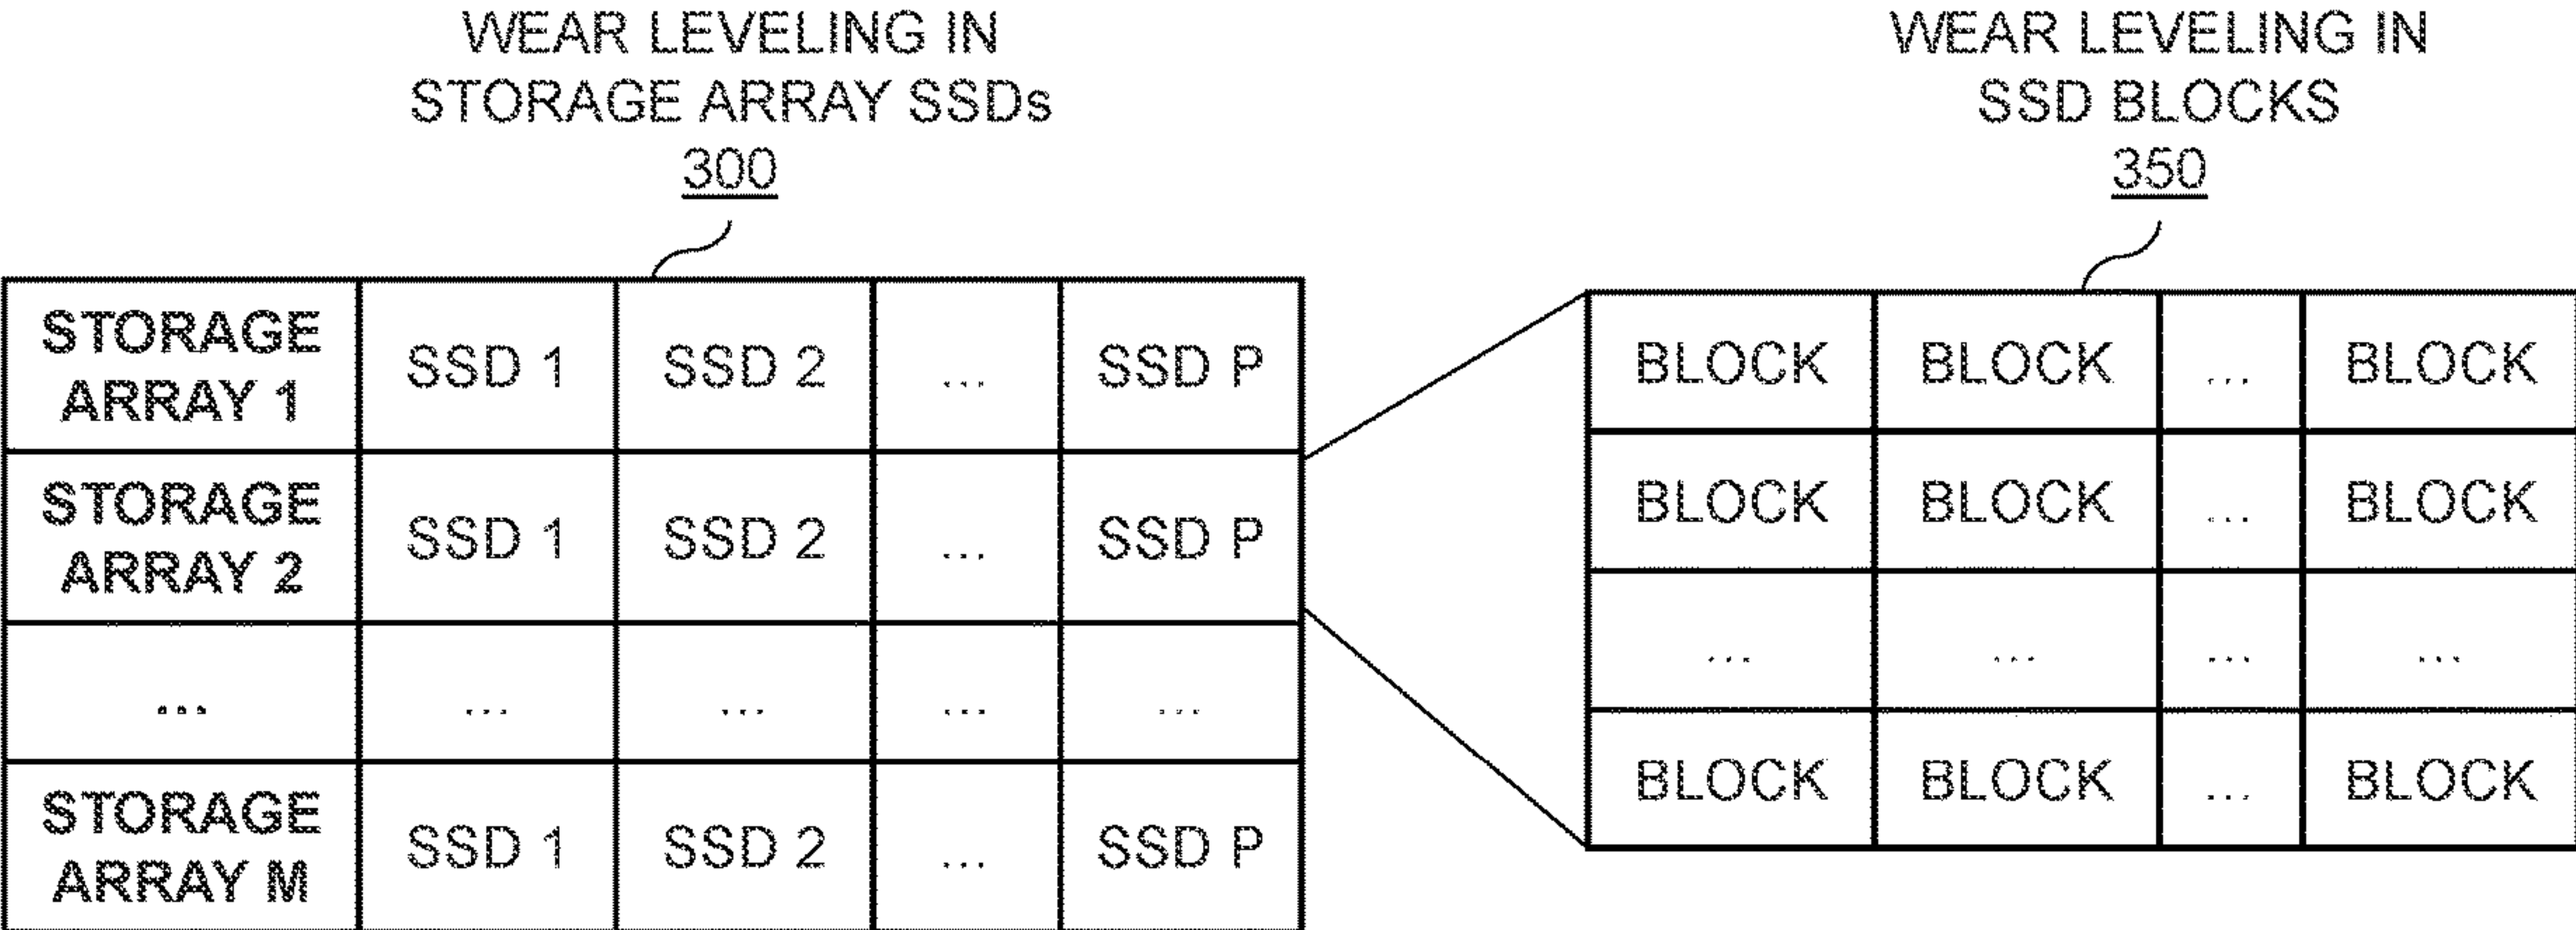 WEAR LEVELING IN
STORAGE ARRAY SSDs
300
STORAGE
ARRAY 1
SSD 1
SSD 2
...
SSD P
STORAGE
ARRAY 2
SSD 1
SSD 2
...
SSD P
...
...
...
...
...
STORAGE
ARRAY M
SSD 1
SSD 2
...
SSD P
WEAR LEVELING IN
SSD BLOCKS
350
BLOCK
BLOCK
...
BLOCK
BLOCK
BLOCK
...
BLOCK
...
...
...
...
BLOCK
BLOCK
...
BLOCK